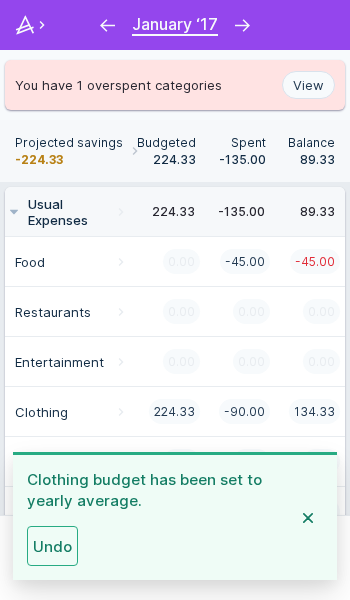 January ‘17
You have 1 overspent categories View
Projected savings Budgeted Spent Balance
-224.33 224.33 -135.00 89.33
Usual Expenses 224.33 -135.00 89.33
Food 0.00 -45.00 -45.00
Restaurants 0.00 0.00 0.00
Entertainment 0.00 0.00 0.00
Clothing 224.33 -90.00 134.33
Clothing budget has been set to
yearly average.
Undo